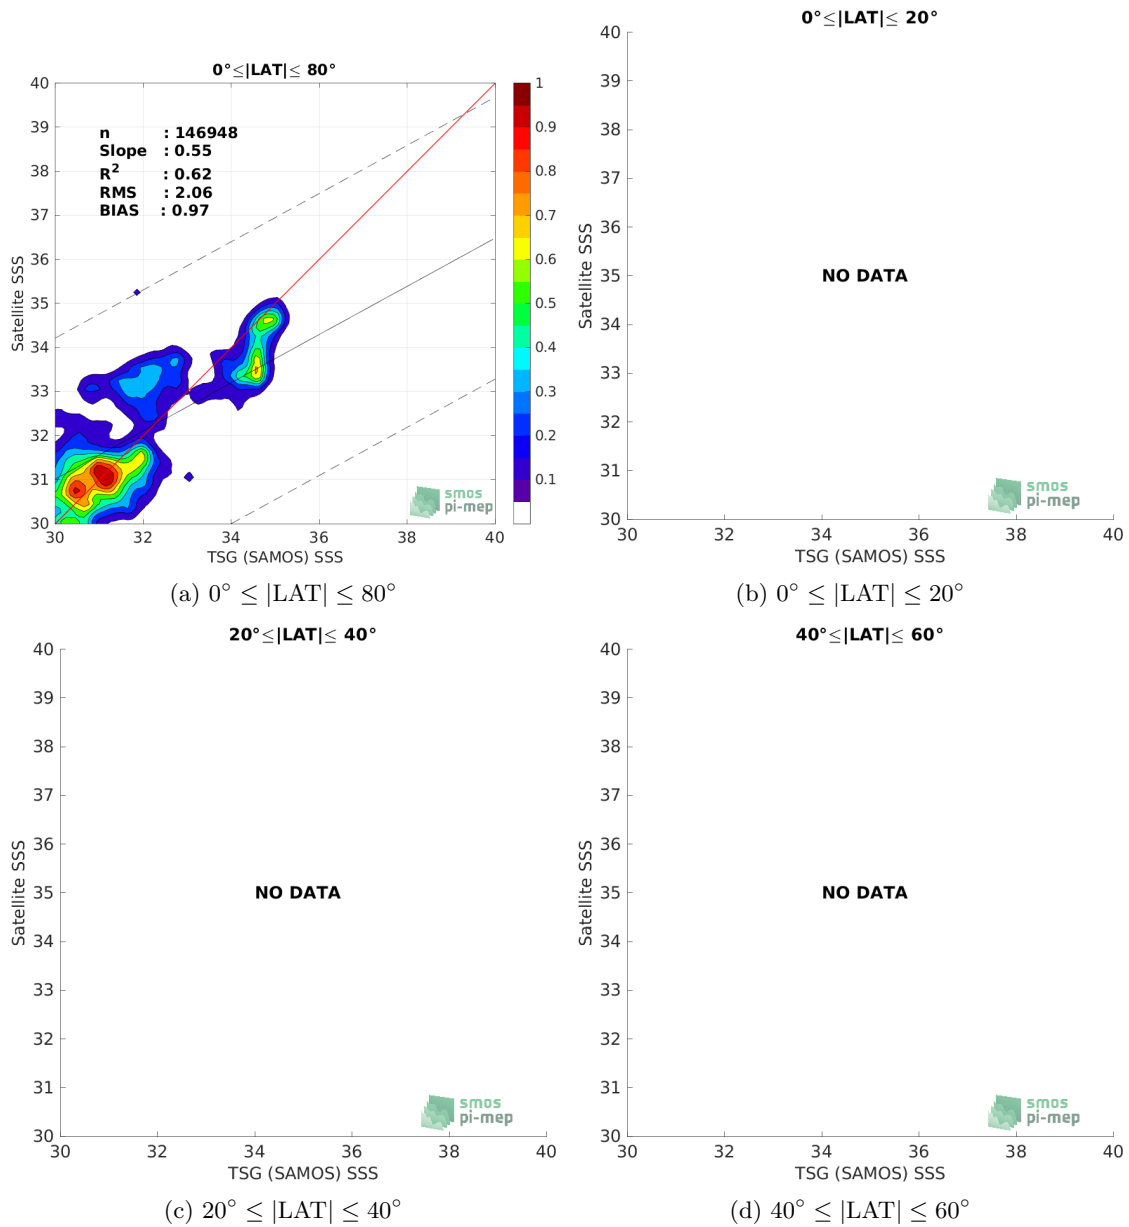 0°≤|LAT|≤ 80°
40
39
38
37
36
35
34
33
32
31
30
Satellite SSS
n : 146948
Slope : 0.55
R² : 0.62
RMS : 2.06
BIAS : 0.97
1
0.9
0.8
0.7
0.6
0.5
0.4
0.3
0.2
0.1
smos
pi-mep
30 32 34 36 38 40
TSG (SAMOS) SSS
(a) 0° ≤ |LAT| ≤ 80°
0°≤|LAT|≤ 20°
40
39
38
37
36
35
34
33
32
31
30
Satellite SSS
NO DATA
smos
pi-mep
30 32 34 36 38 40
TSG (SAMOS) SSS
(b) 0° ≤ |LAT| ≤ 20°
20°≤|LAT|≤ 40°
40
39
38
37
36
35
34
33
32
31
30
Satellite SSS
NO DATA
smos
pi-mep
30 32 34 36 38 40
TSG (SAMOS) SSS
(c) 20° ≤ |LAT| ≤ 40°
40°≤|LAT|≤ 60°
40
39
38
37
36
35
34
33
32
31
30
Satellite SSS
NO DATA
smos
pi-mep
30 32 34 36 38 40
TSG (SAMOS) SSS
(d) 40° ≤ |LAT| ≤ 60°